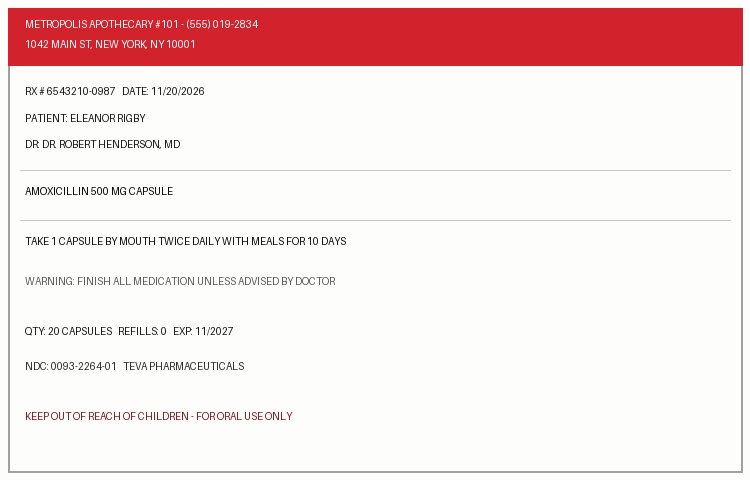 METROPOLIS APOTHECARY #101 - (555) 019-2834
1042 MAIN ST, NEW YORK, NY 10001
RX # 6543210-0987 DATE: 11/20/2026
PATIENT: ELEANOR RIGBY
DR: DR. ROBERT HENDERSON, MD
AMOXICILLIN 500 MG CAPSULE
TAKE 1 CAPSULE BY MOUTH TWICE DAILY WITH MEALS FOR 10 DAYS
WARNING: FINISH ALL MEDICATION UNLESS ADVISED BY DOCTOR
QTY: 20 CAPSULES REFILLS: 0 EXP: 11/2027
NDC: 0093-2264-01 TEVA PHARMACEUTICALS
KEEP OUT OF REACH OF CHILDREN - FOR ORAL USE ONLY